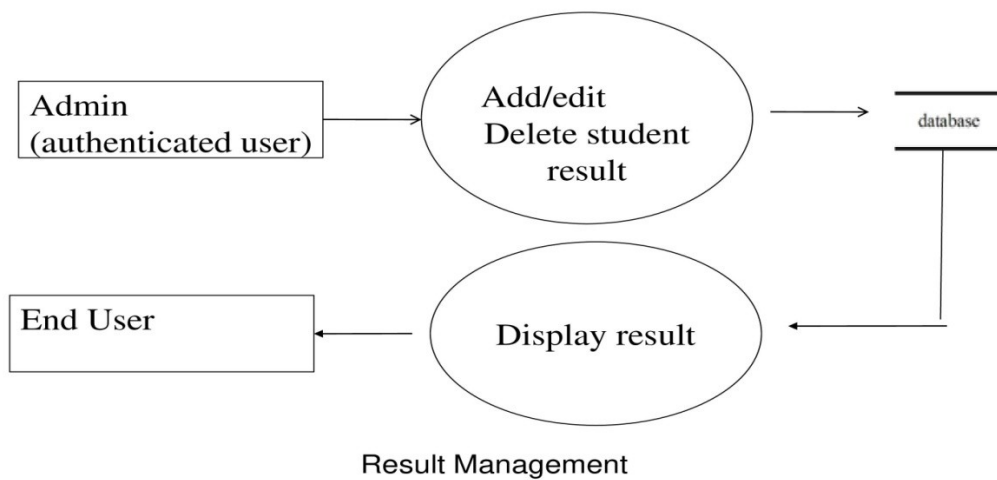 Admin
(authenticated user)
Add/edit
Delete student
result
database
End User
Display result
Result Management